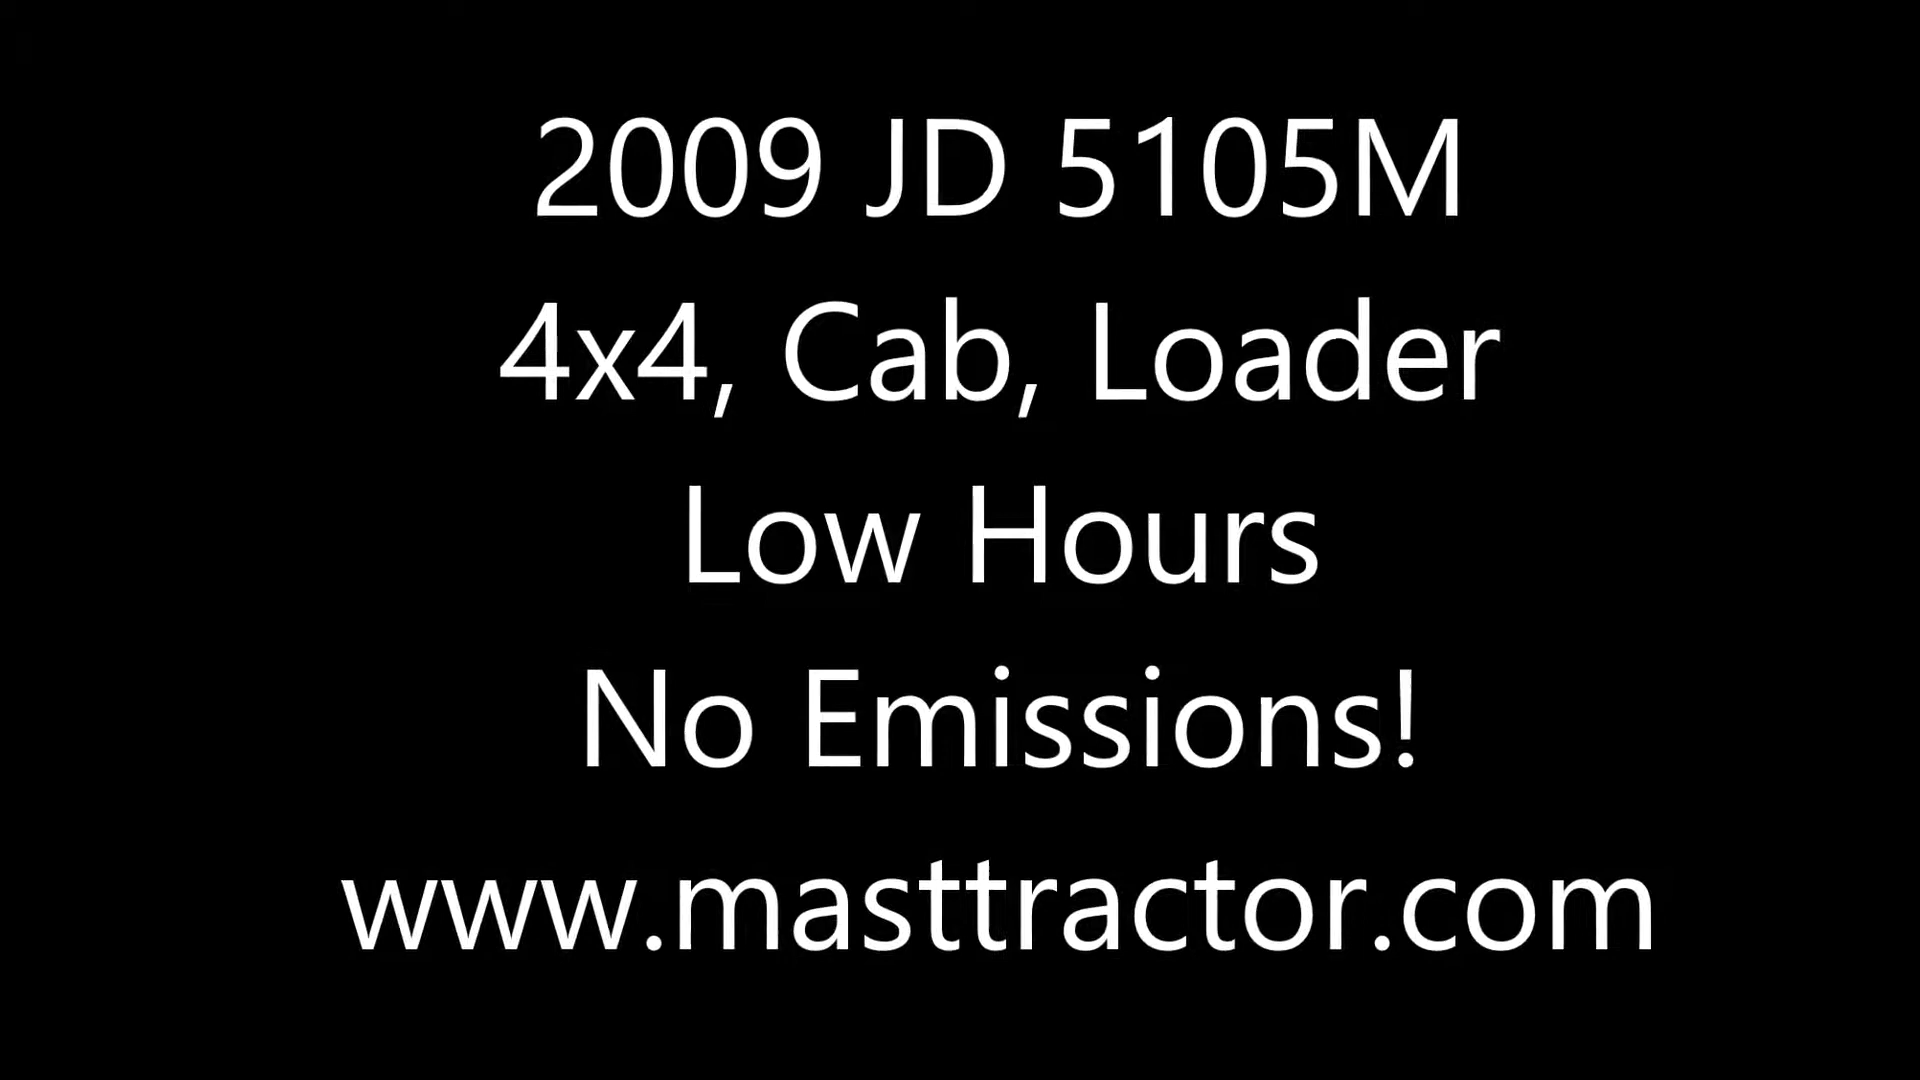 2009 JD 5105M
4x4, Cab, Loader
Low Hours
No Emissions!
www.masttractor.com